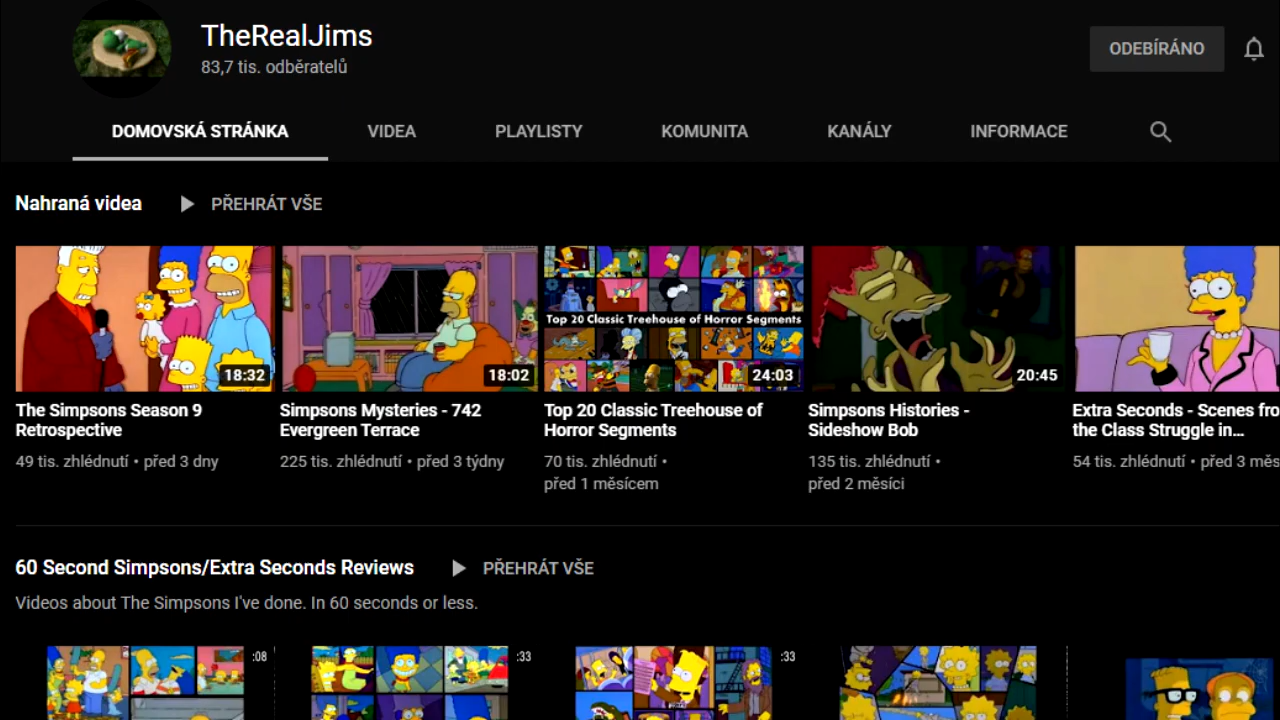 TheRealJims
83,7 tis. odběratelů
ODEBÍRÁNO
DOMOVSKÁ STRÁNKA
VIDEA
PLAYLISTY
KOMUNITA
KANÁLY
INFORMACE
Nahraná videa
PŘEHRÁT VŠE
Top 20 Classic Treehouse of Horror Segments
18:32
18:02
24:03
20:45
The Simpsons Season 9
Retrospective
49 tis. zhlédnutí • před 3 dny
Simpsons Mysteries - 742
Evergreen Terrace
225 tis. zhlédnutí • před 3 týdny
Top 20 Classic Treehouse of
Horror Segments
70 tis. zhlédnutí •
před 1 měsícem
Simpsons Histories -
Sideshow Bob
135 tis. zhlédnutí •
před 2 měsíci
Extra Seconds - Scenes fro
the Class Struggle in...
54 tis. zhlédnutí • před 3 měs
60 Second Simpsons/Extra Seconds Reviews
PŘEHRÁT VŠE
Videos about The Simpsons I've done. In 60 seconds or less.
:08
:33
:33